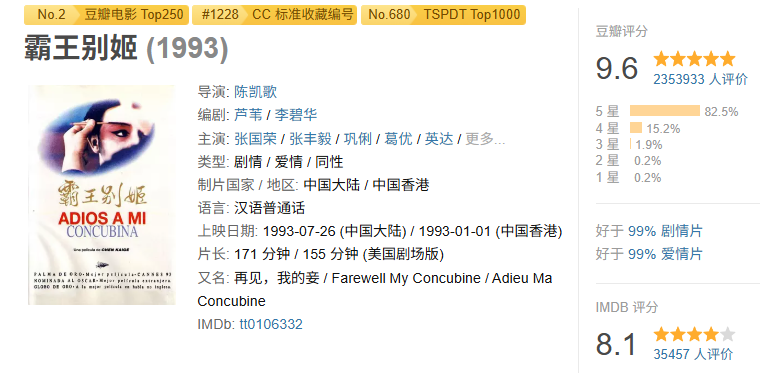 No.2 豆瓣电影 Top250 #1228 CC 标准收藏编号 No.680 TSPDT Top1000
霸王别姬 (1993)
霸王别姬
ADIOS A MI
CONCUBINA
Una película de CHEN KAIGE
PALMA DE ORO-Mejor película-CANNES 93
NOMINADA AL OSCAR-Mejor película extranjera
GLOBO DE ORO-A la mejor película en habla no inglesa
导演: 陈凯歌
编剧: 芦苇 / 李碧华
主演: 张国荣 / 张丰毅 / 巩俐 / 葛优 / 英达 / 更多...
类型: 剧情 / 爱情 / 同性
制片国家 / 地区: 中国大陆 / 中国香港
语言: 汉语普通话
上映日期: 1993-07-26 (中国大陆) / 1993-01-01 (中国香港)
片长: 171 分钟 / 155 分钟 (美国剧场版)
又名: 再见，我的妾 / Farewell My Concubine / Adieu Ma
Concubine
IMDb: tt0106332
豆瓣评分
9.6
2353933 人评价
5 星 82.5%
4 星 15.2%
3 星 1.9%
2 星 0.2%
1 星 0.2%
好于 99% 剧情片
好于 99% 爱情片
IMDB 评分
8.1
35457 人评价